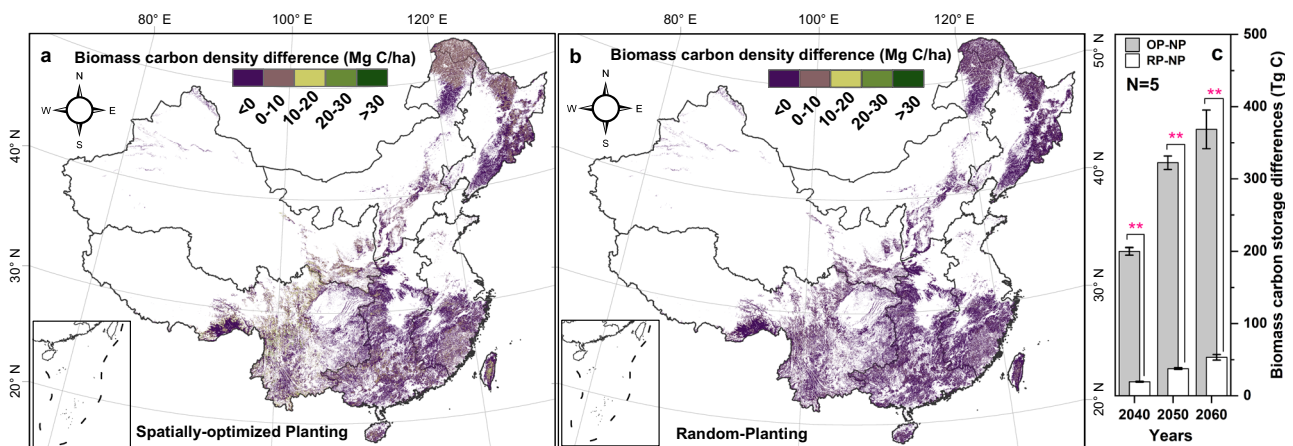 80° E 100° E 120° E 80° E 100° E 120° E
a Biomass carbon density difference (Mg C/ha)
<0 0-10 10-20 20-30 >30
N
W E
S
40° N
30° N
20° N
Spatially-optimized Planting
b Biomass carbon density difference (Mg C/ha)
<0 0-10 10-20 20-30 >30
N
W E
S
50° N
40° N
30° N
20° N
Random-Planting
c
OP-NP
RP-NP
N=5
**
**
**
500
400
300
200
100
0
Biomass carbon storage differences (Tg C)
2040 2050 2060
Years